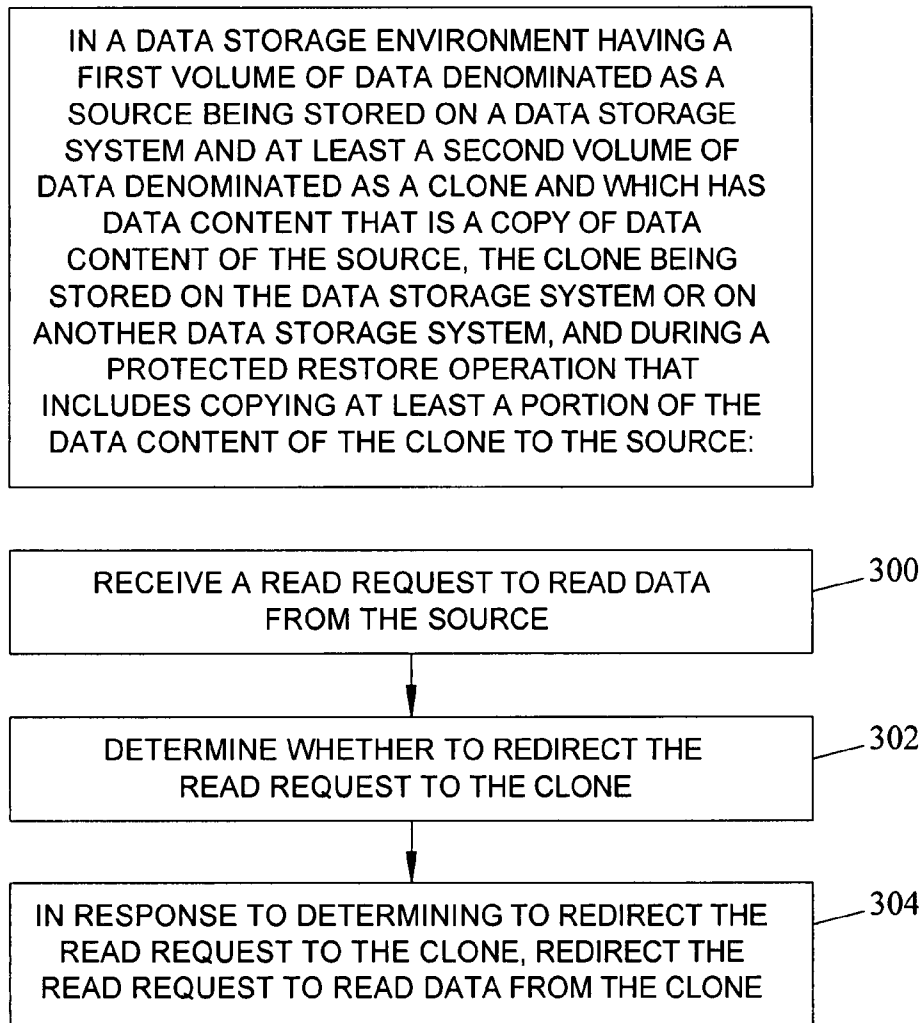 IN A DATA STORAGE ENVIRONMENT HAVING A
FIRST VOLUME OF DATA DENOMINATED AS A
SOURCE BEING STORED ON A DATA STORAGE
SYSTEM AND AT LEAST A SECOND VOLUME OF
DATA DENOMINATED AS A CLONE AND WHICH HAS
DATA CONTENT THAT IS A COPY OF DATA
CONTENT OF THE SOURCE, THE CLONE BEING
STORED ON THE DATA STORAGE SYSTEM OR ON
ANOTHER DATA STORAGE SYSTEM, AND DURING A
PROTECTED RESTORE OPERATION THAT
INCLUDES COPYING AT LEAST A PORTION OF THE
DATA CONTENT OF THE CLONE TO THE SOURCE:
RECEIVE A READ REQUEST TO READ DATA
FROM THE SOURCE
300
DETERMINE WHETHER TO REDIRECT THE
READ REQUEST TO THE CLONE
302
IN RESPONSE TO DETERMINING TO REDIRECT THE
READ REQUEST TO THE CLONE, REDIRECT THE
READ REQUEST TO READ DATA FROM THE CLONE
304